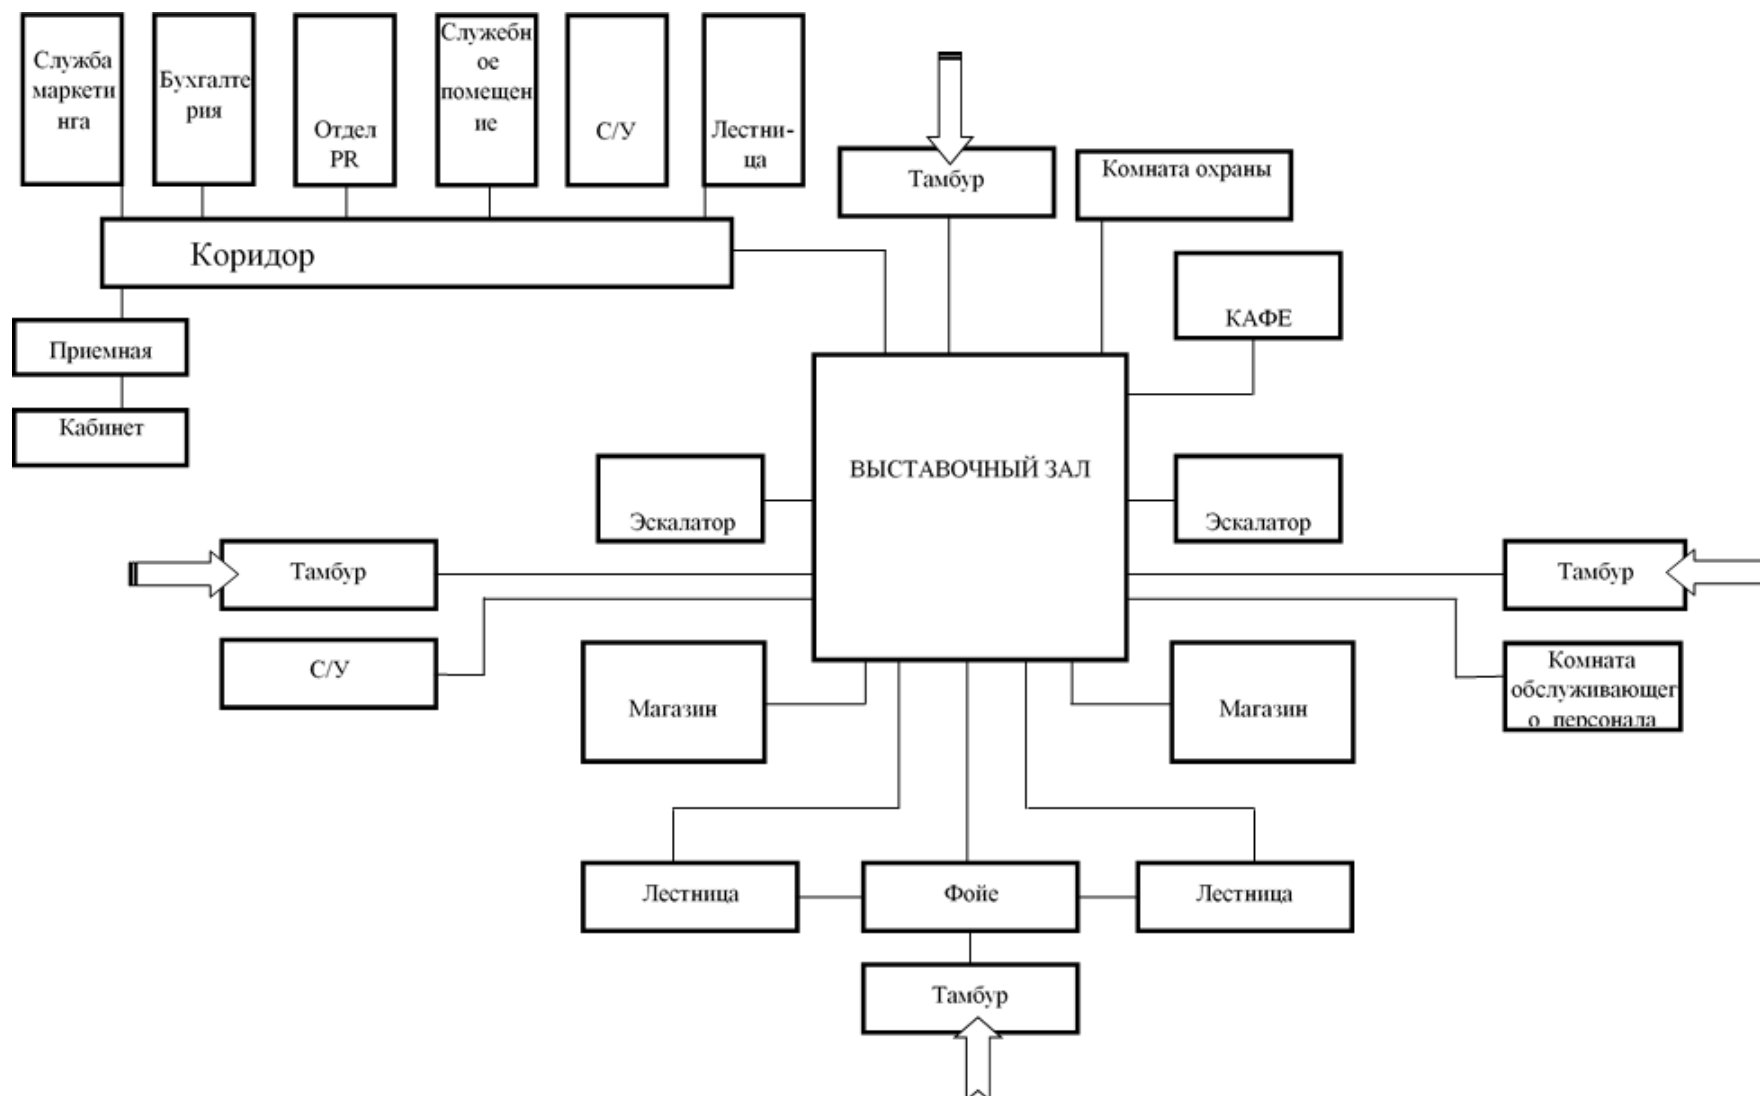 Служба
маркети
нга
Бухгалте
рия
Отдел
PR
Служебн
ое
помещен
ие
С/У
Лестни-
ца
Тамбур
Комната охраны
Коридор
КАФЕ
Приемная
Кабинет
ВЫСТАВОЧНЫЙ ЗАЛ
Эскалатор
Эскалатор
Тамбур
Тамбур
С/У
Магазин
Магазин
Комната
обслуживающег
о персонала
Лестница
Фойе
Лестница
Тамбур